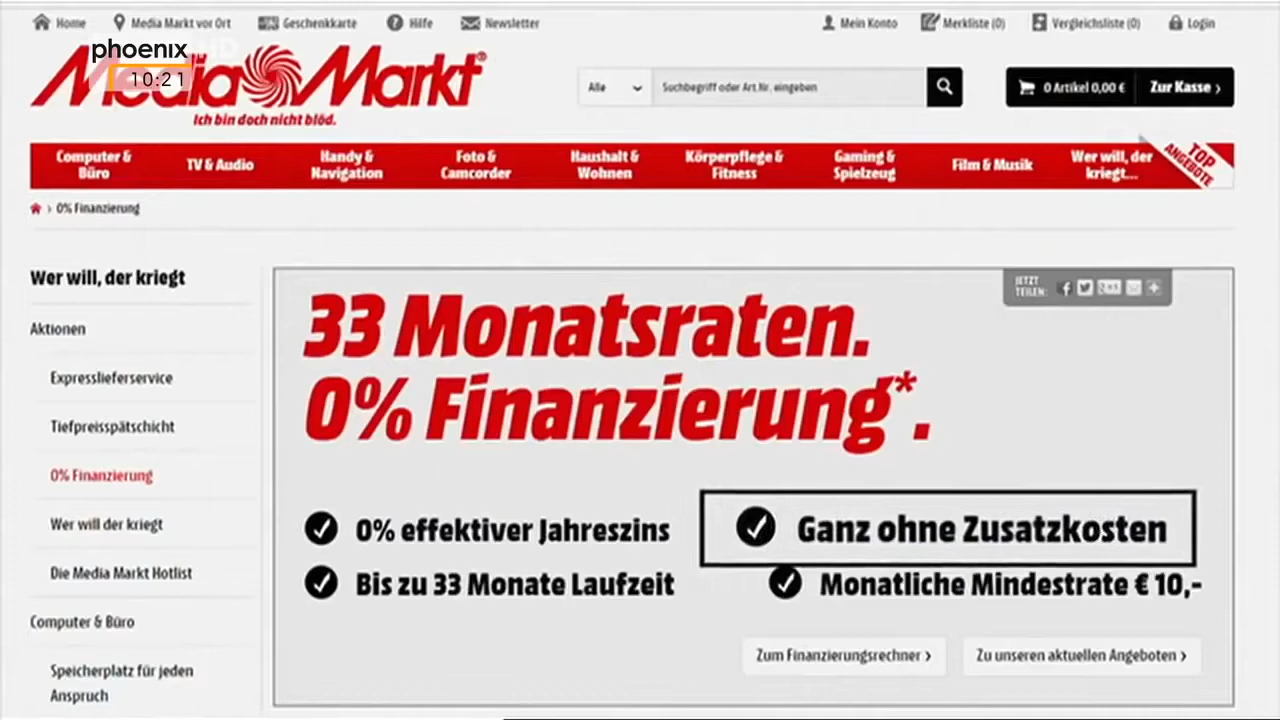 Home
Media Markt vor Ort
Geschenkkarte
Hilfe
Newsletter
Mein Konto
Merkliste (0)
Vergleichsliste (0)
Login
phoenix
10:21
Media Markt
Ich bin doch nicht blöd.
Alle
Suchbegriff oder Art.Nr. eingeben
0 Artikel 0,00 €
Zur Kasse ›
Computer &
Büro
TV & Audio
Handy &
Navigation
Foto &
Camcorder
Haushalt &
Wohnen
Körperpflege &
Fitness
Gaming &
Spielzeug
Film & Musik
Wer will, der
kriegt...
TOP
ANGEBOTE
› 0% Finanzierung
Wer will, der kriegt
Aktionen
Expresslieferservice
Tiefpreisspätschicht
0% Finanzierung
Wer will der kriegt
Die Media Markt Hotlist
Computer & Büro
Speicherplatz für jeden
Anspruch
JETZT
TEILEN:
33 Monatsraten.
0% Finanzierung*.
0% effektiver Jahreszins
Ganz ohne Zusatzkosten
Bis zu 33 Monate Laufzeit
Monatliche Mindestrate € 10,-
Zum Finanzierungsrechner ›
Zu unseren aktuellen Angeboten ›